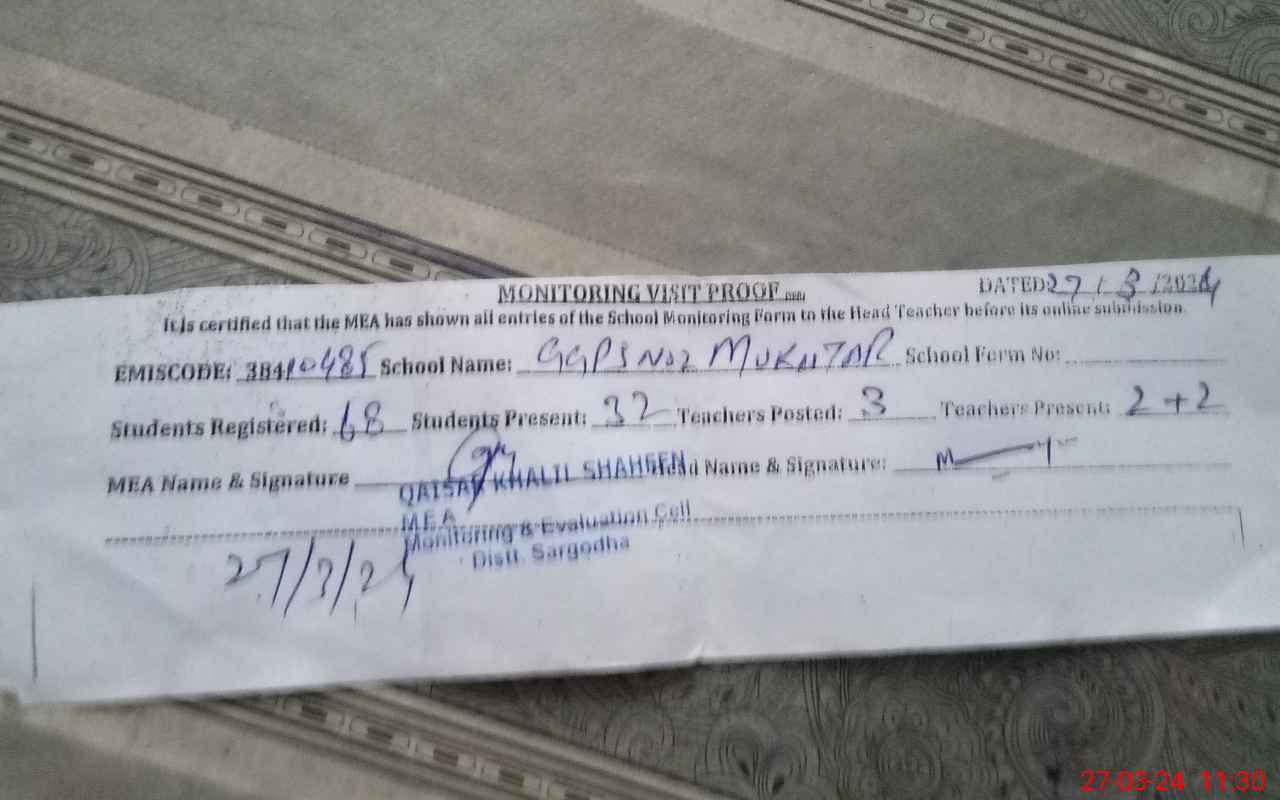 MONITORING VISIT PROOF DATED 27/3/2024
It is certified that the MEA has shown all entries of the School Monitoring Form to the Head Teacher before its online submission.
EMISCODE: 38410485 School Name: GGPS NO2 MUKHTAR School Form No:
Students Registered: 68 Students Present: 32 Teachers Posted: 3 Teachers Present: 2+2
MEA Name & Signature Head Name & Signature:
QAISAR KHALIL SHAHEEN
MEA
Monitoring & Evaluation Cell
Distt. Sargodha
27/3/24
27-03-24 11:30